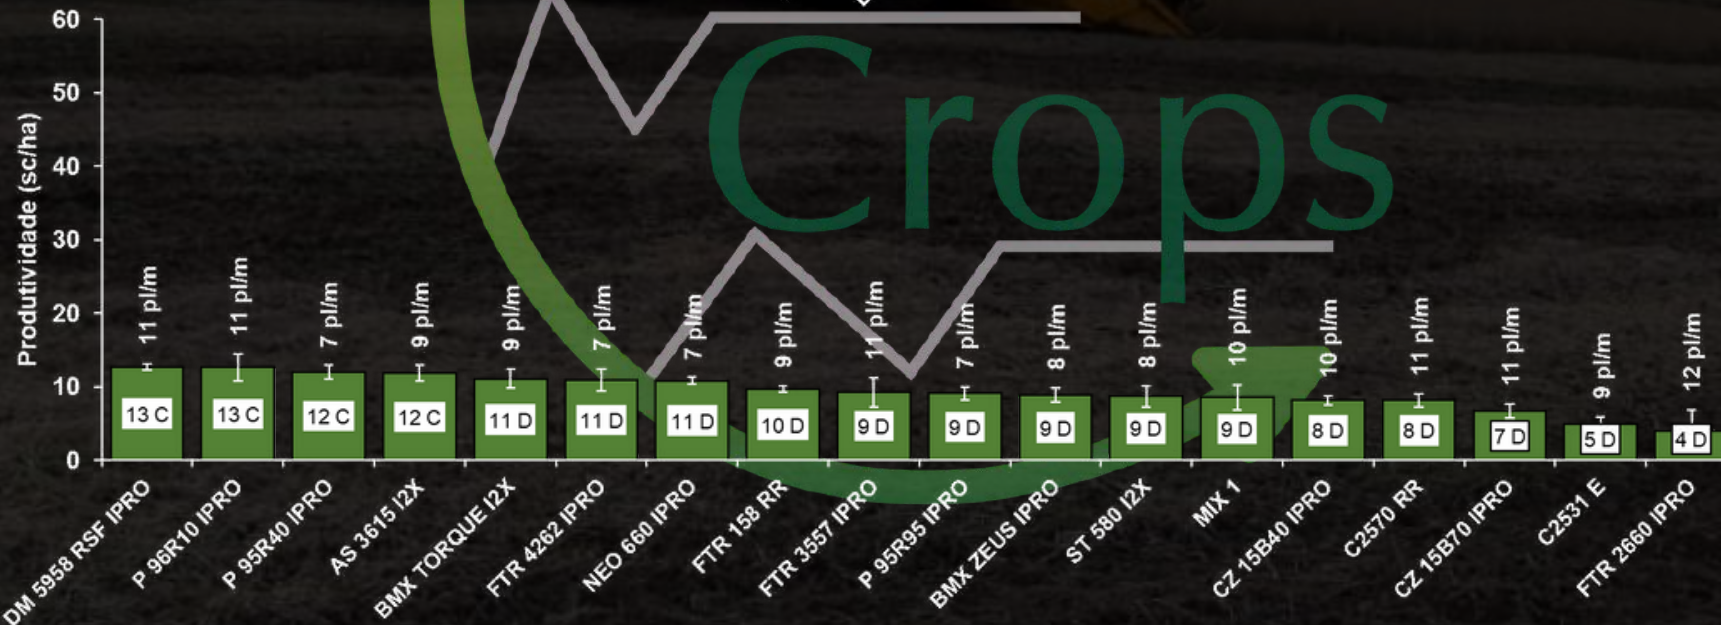 Crops
Produtividade (sc/ha)
60
50
40
30
20
10
0
11 pl/m
11 pl/m
7 pl/m
9 pl/m
9 pl/m
7 pl/m
7 pl/m
9 pl/m
11 pl/m
7 pl/m
8 pl/m
8 pl/m
10 pl/m
10 pl/m
11 pl/m
11 pl/m
9 pl/m
12 pl/m
13 C
13 C
12 C
12 C
11 D
11 D
11 D
10 D
9 D
9 D
9 D
9 D
9 D
8 D
8 D
7 D
5 D
4 D
DM 5958 RSF IPRO
P 96R10 IPRO
P 95R40 IPRO
AS 3615 I2X
BMX TORQUE I2X
FTR 4262 IPRO
NEO 660 IPRO
FTR 158 RR
FTR 3557 IPRO
P 95R95 IPRO
BMX ZEUS IPRO
ST 580 I2X
MIX 1
CZ 15B40 IPRO
C2570 RR
CZ 15B70 IPRO
C2531 E
FTR 2660 IPRO